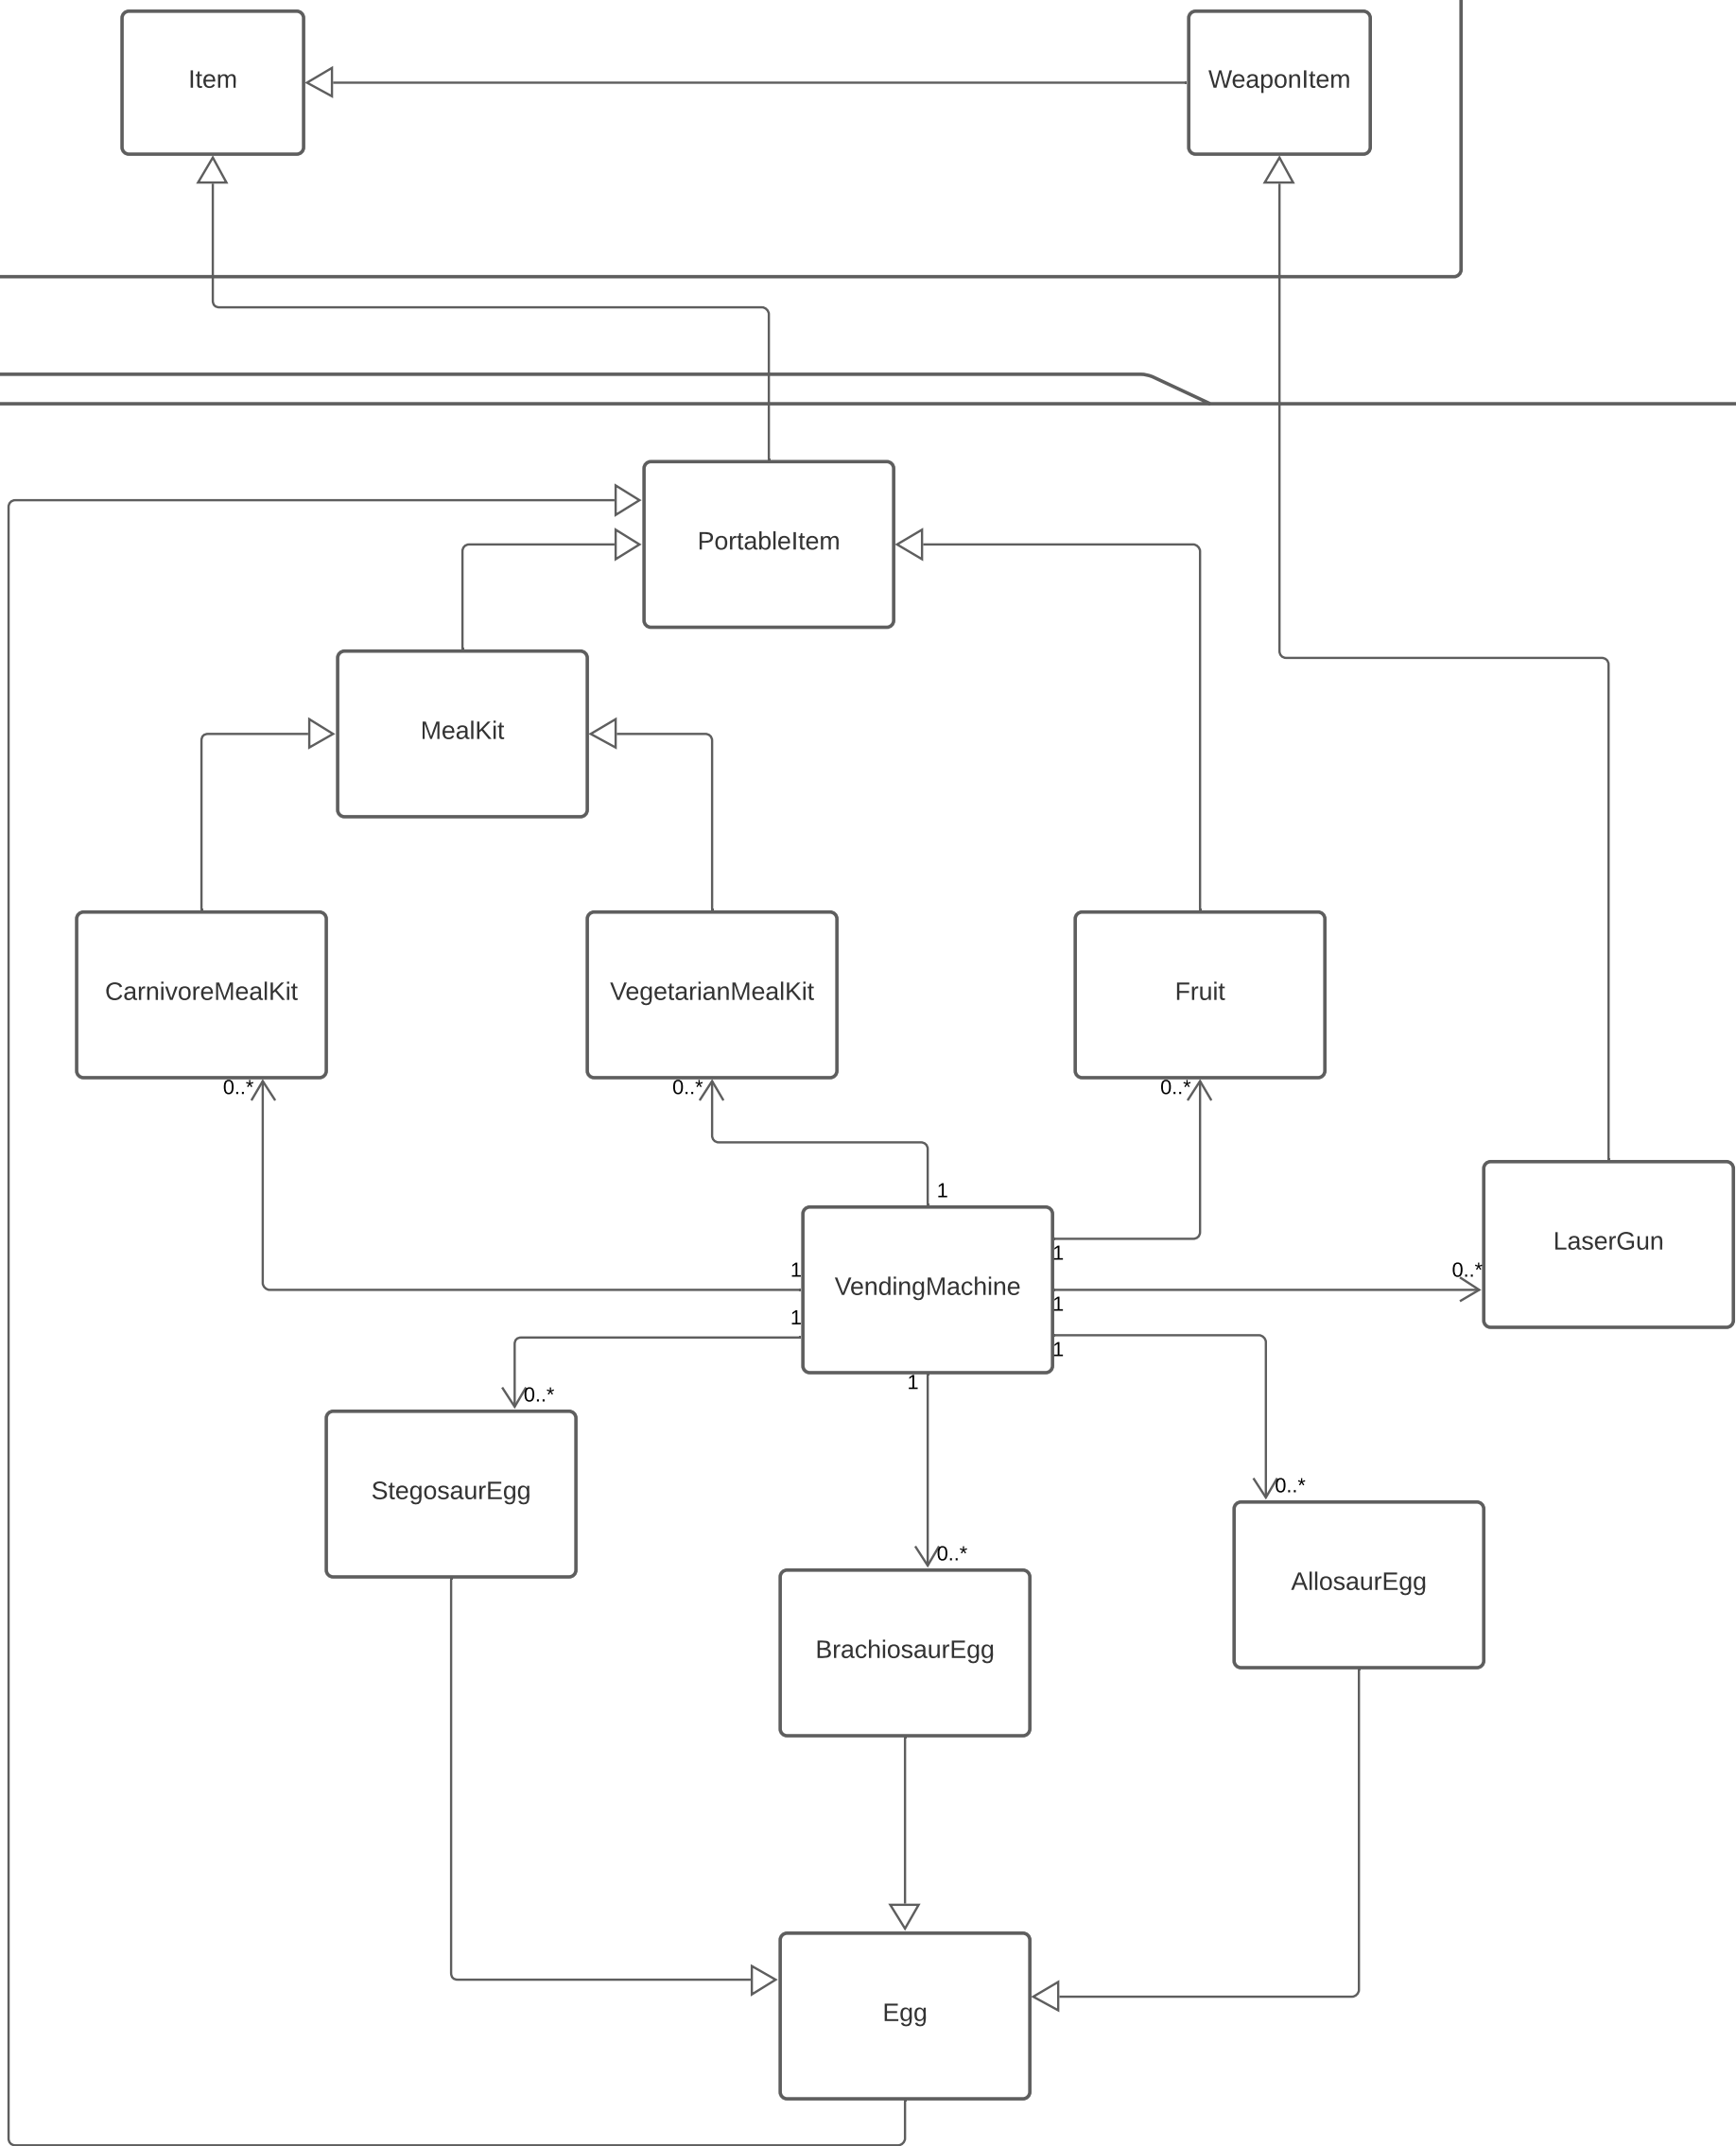 Item
WeaponItem
PortableItem
MealKit
CarnivoreMealKit
VegetarianMealKit
Fruit
0..*
0..*
0..*
1
1
1
0..*
LaserGun
VendingMachine
1
1
1
1
0..*
StegosaurEgg
0..*
AllosaurEgg
0..*
BrachiosaurEgg
Egg